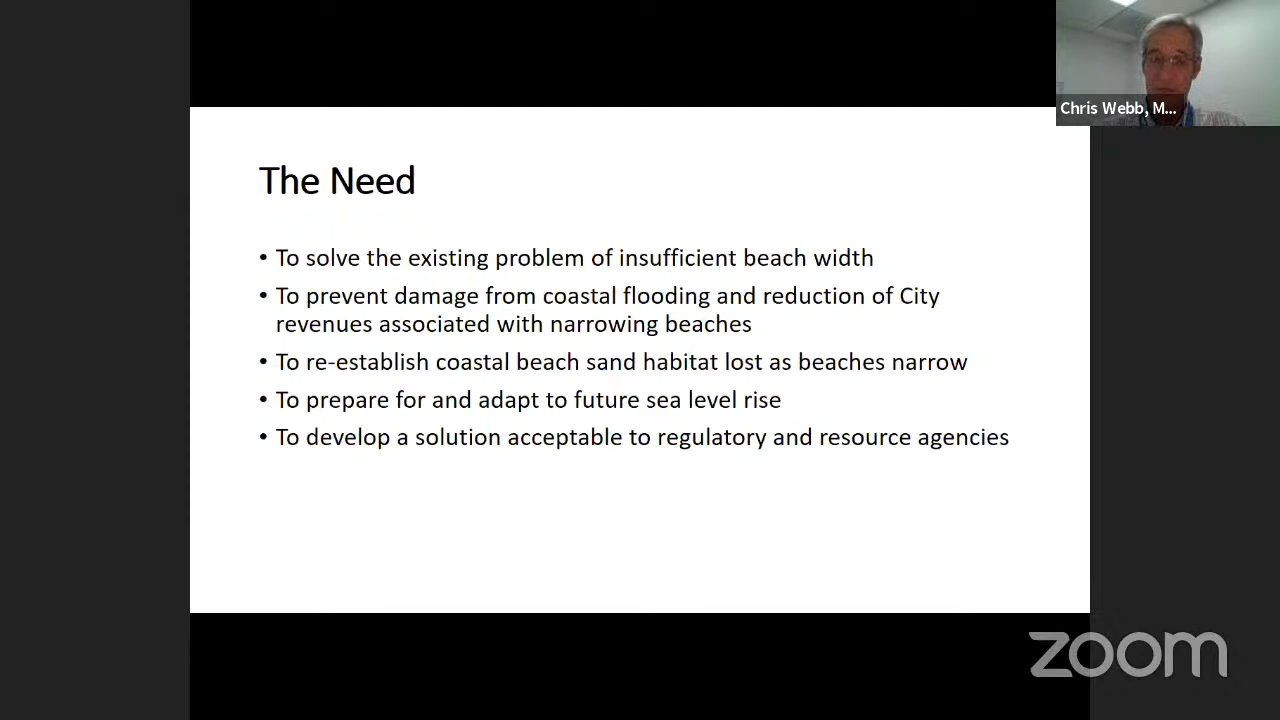 Chris Webb, M...
The Need
• To solve the existing problem of insufficient beach width
• To prevent damage from coastal flooding and reduction of City
revenues associated with narrowing beaches
• To re-establish coastal beach sand habitat lost as beaches narrow
• To prepare for and adapt to future sea level rise
• To develop a solution acceptable to regulatory and resource agencies
zoom